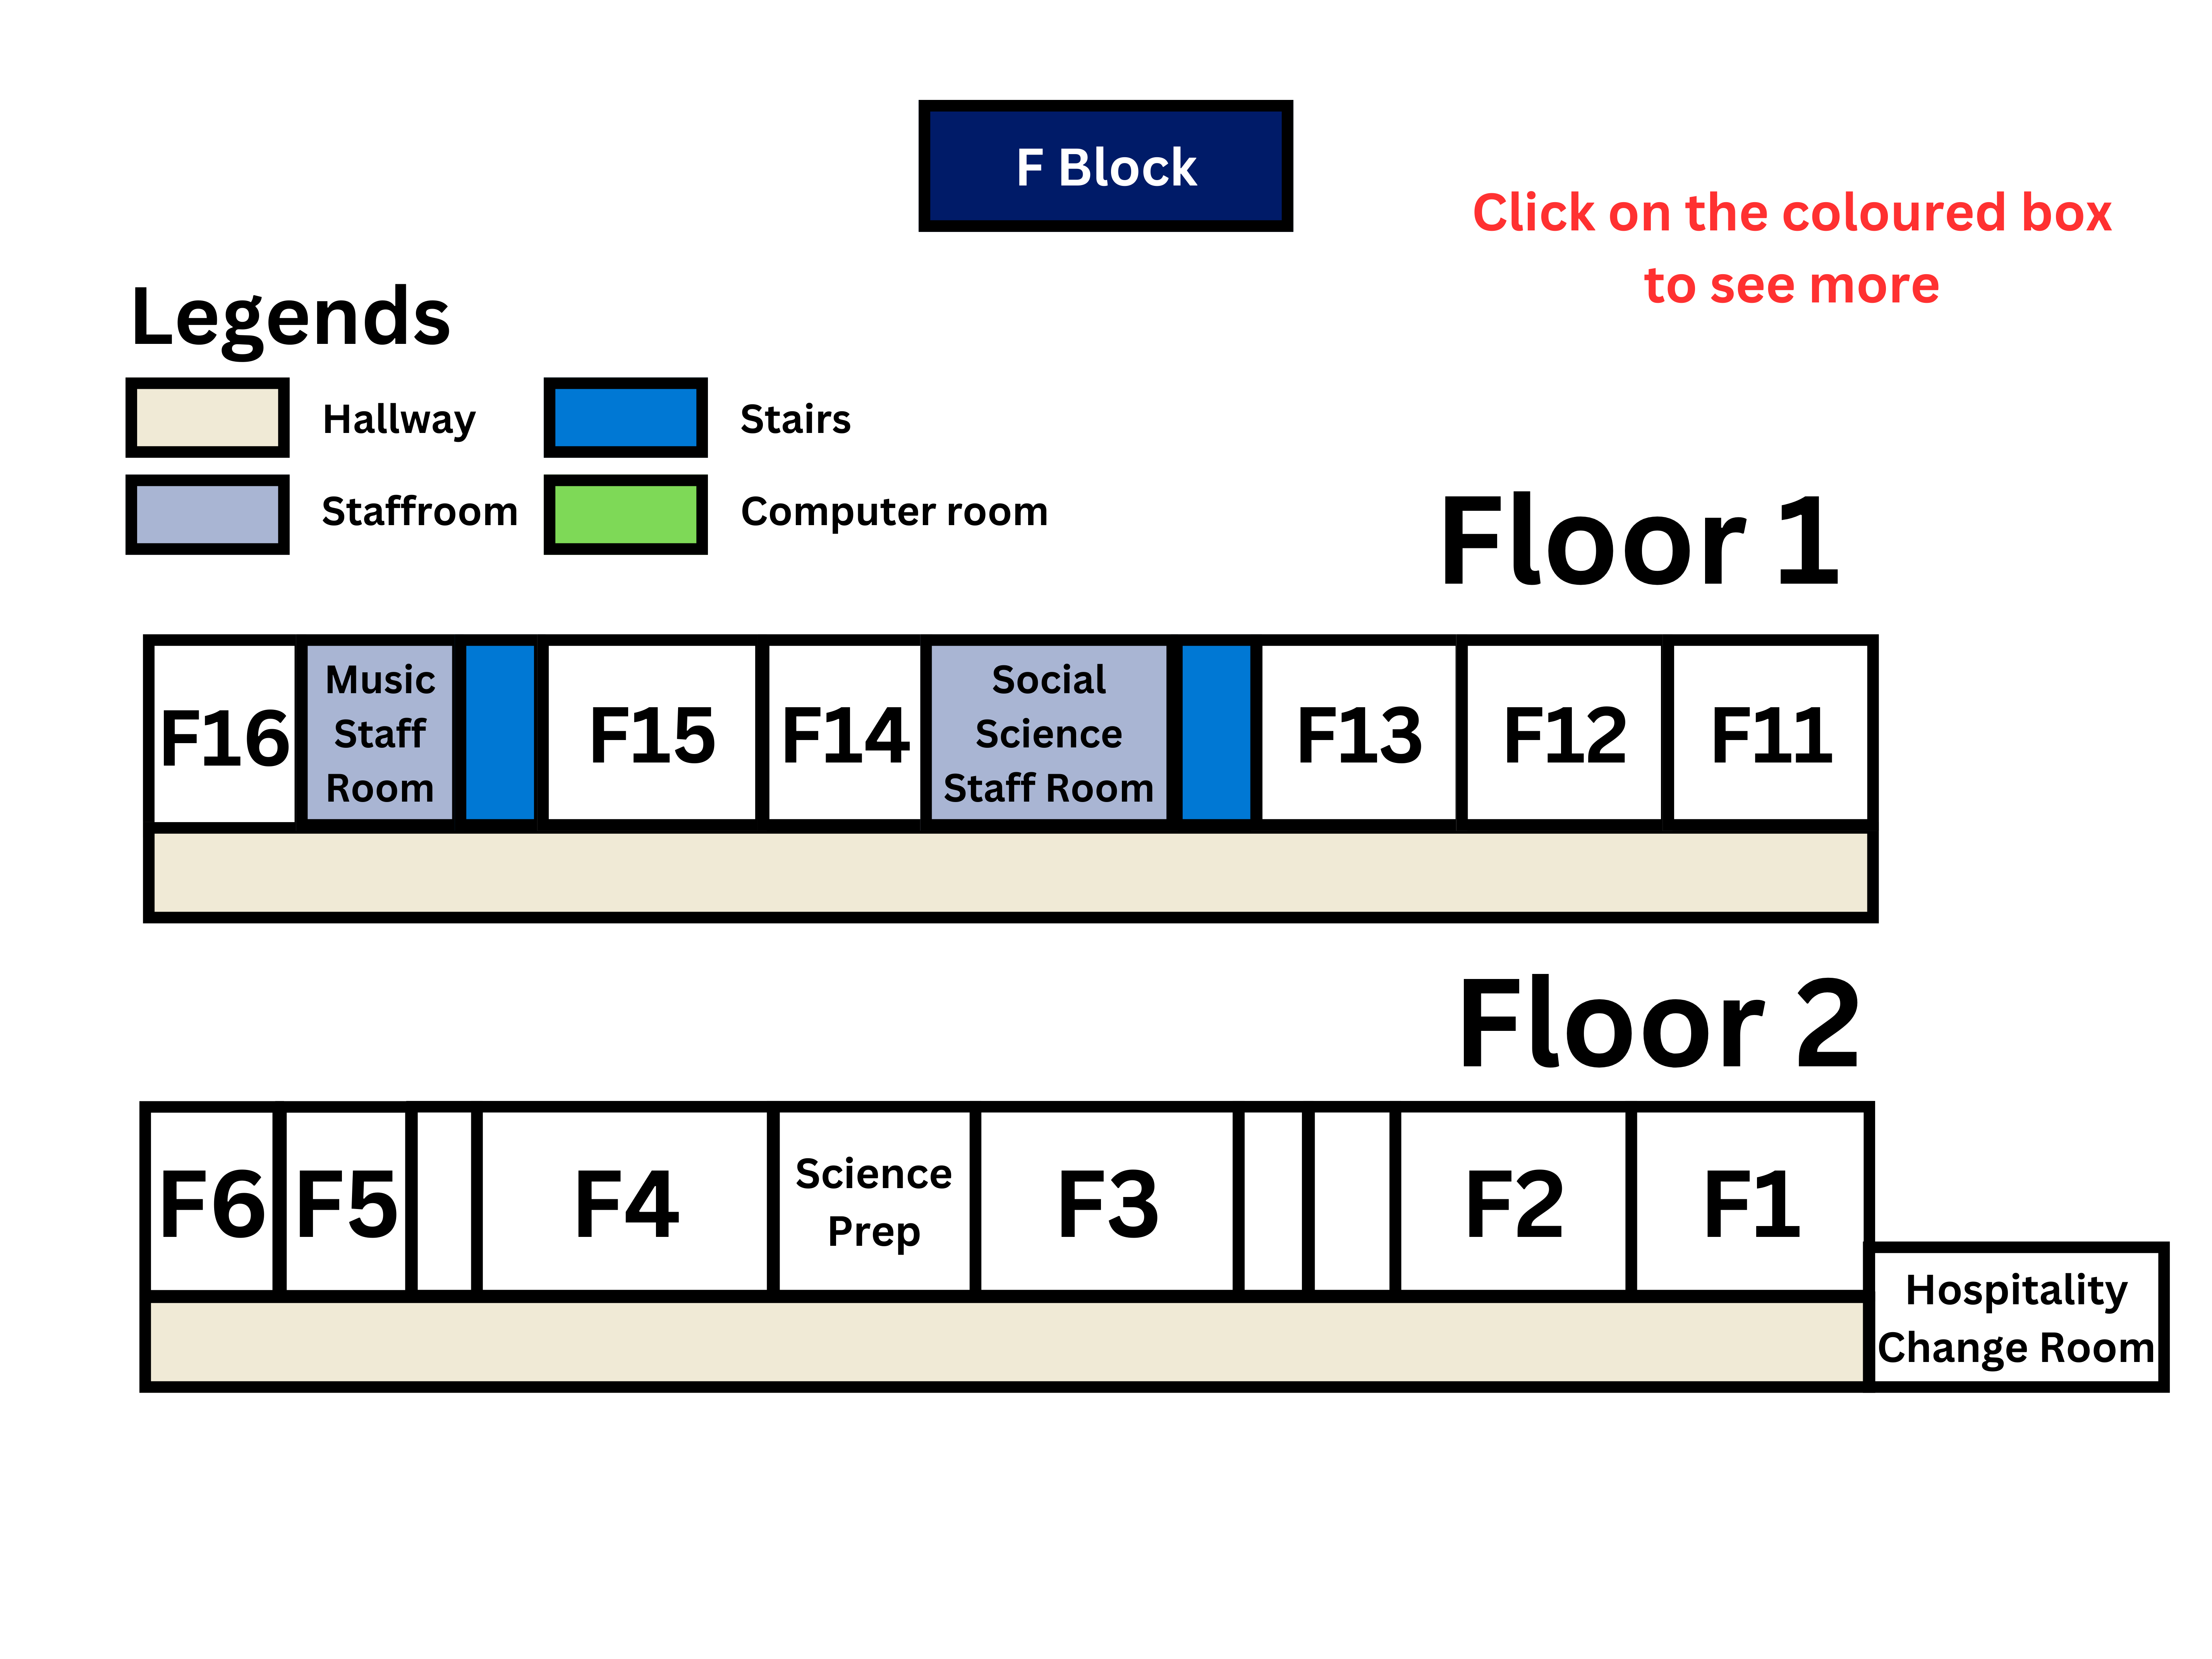 F Block
Click on the coloured box
to see more
Legends
Hallway
Stairs
Staffroom
Computer room
Floor 1
F16
Music
Staff
Room
F15
F14
Social
Science
Staff Room
F13
F12
F11
Floor 2
F6
F5
F4
Science
Prep
F3
F2
F1
Hospitality
Change Room